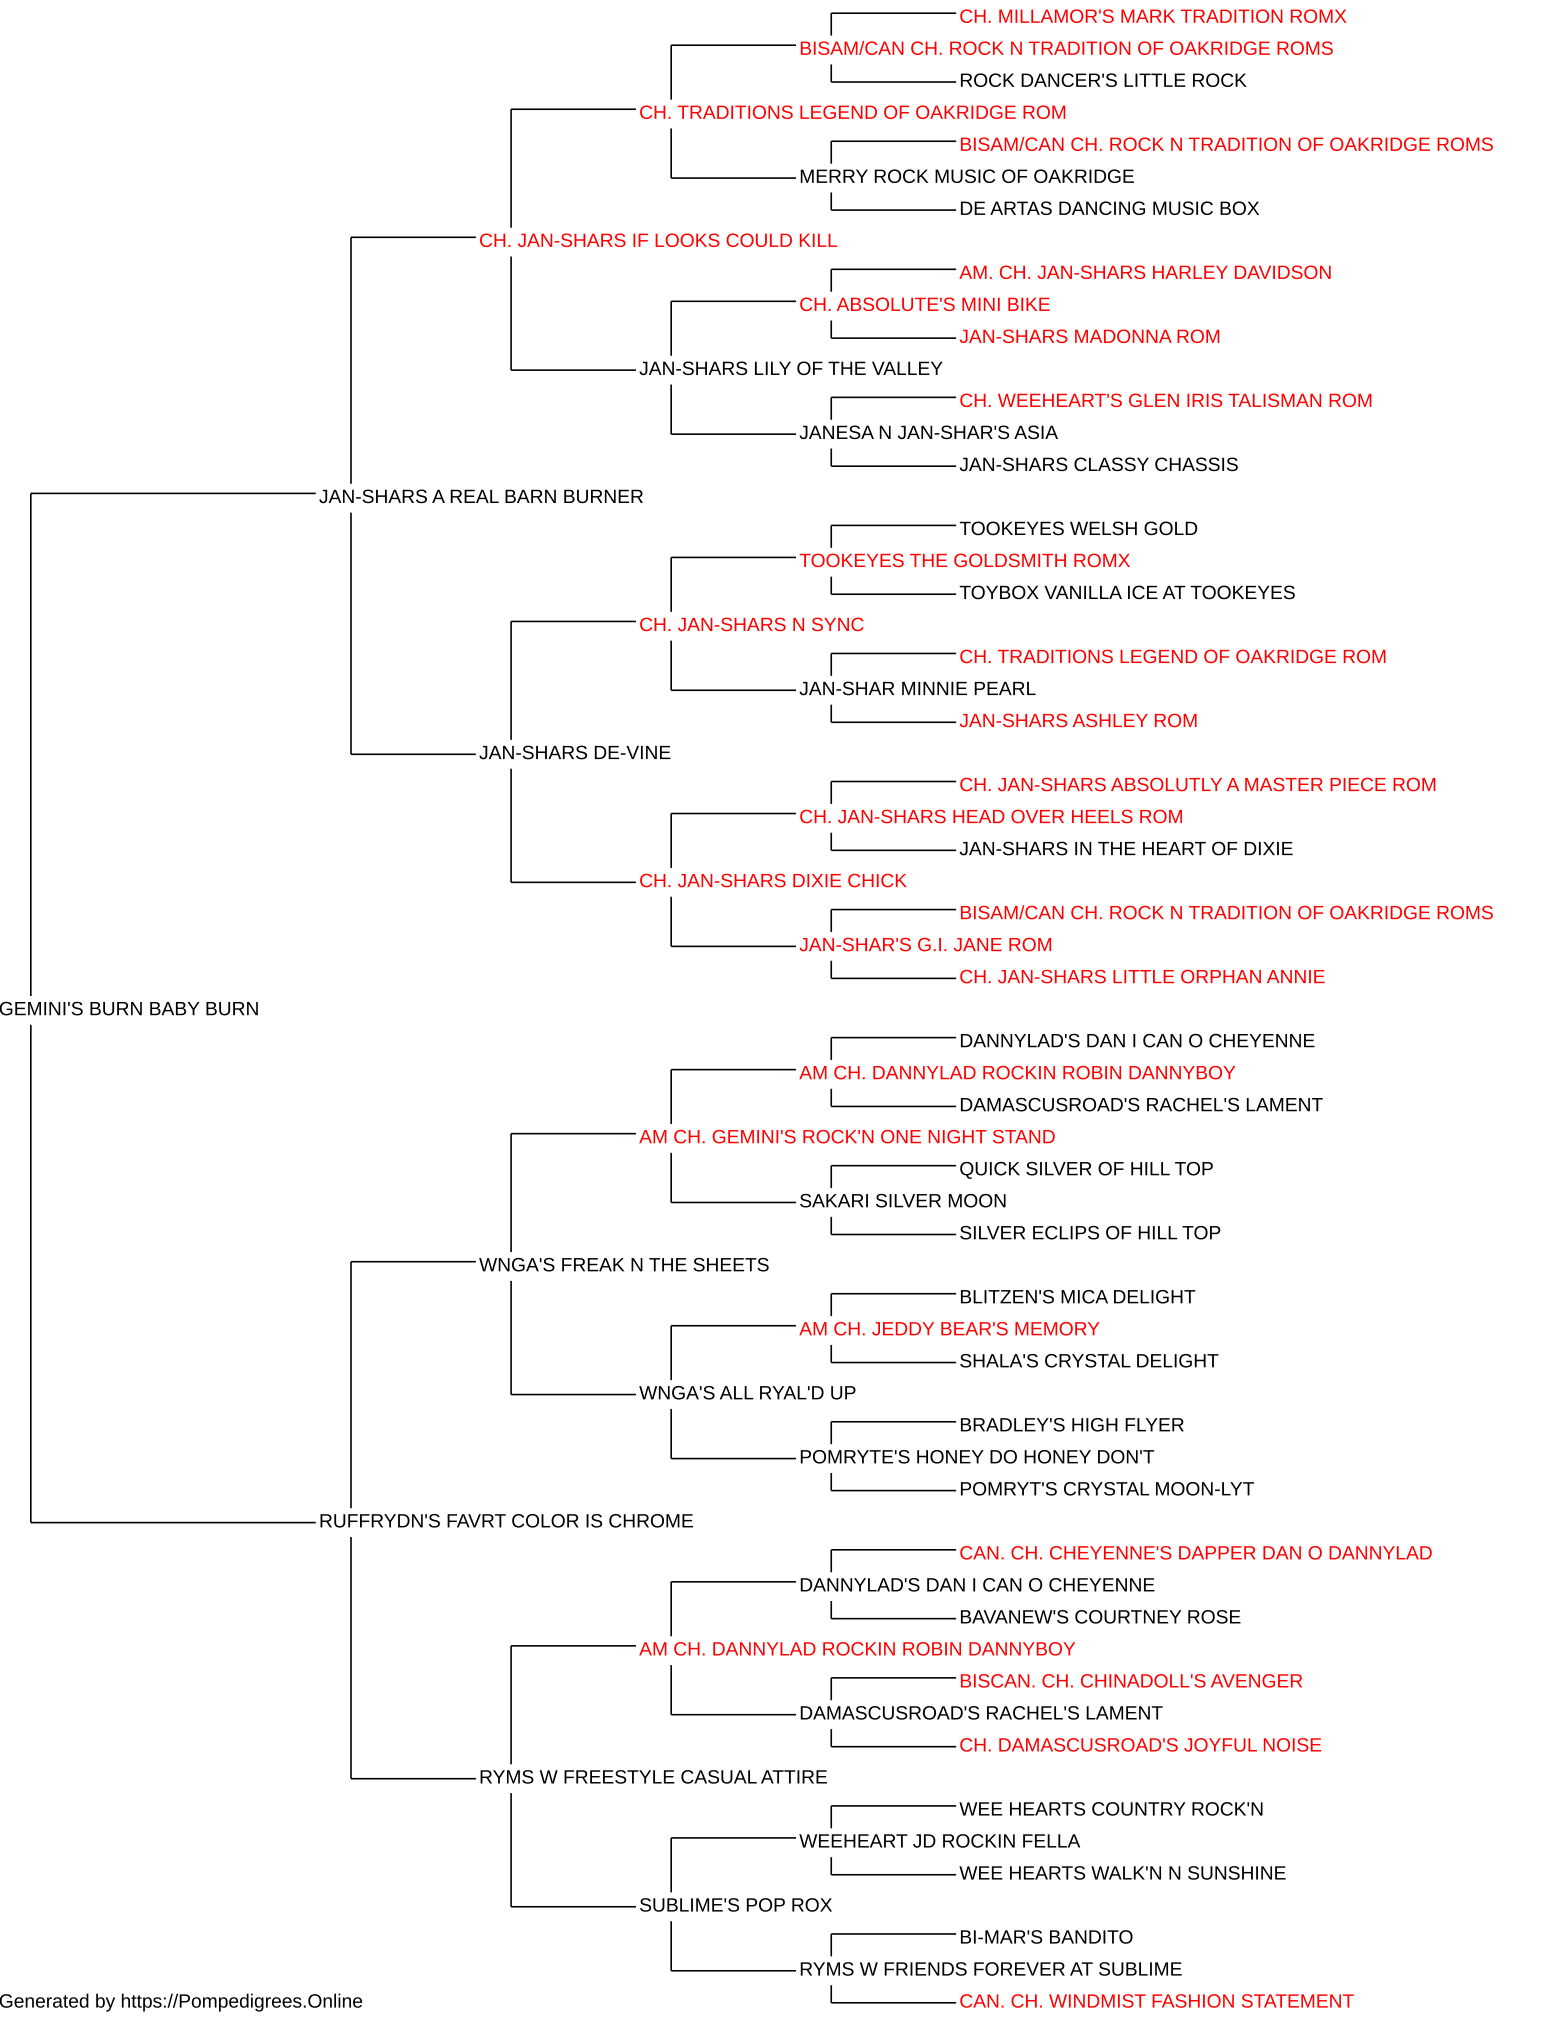 CH. MILLAMOR'S MARK TRADITION ROMX
BISAM/CAN CH. ROCK N TRADITION OF OAKRIDGE ROMS
ROCK DANCER'S LITTLE ROCK
CH. TRADITIONS LEGEND OF OAKRIDGE ROM
BISAM/CAN CH. ROCK N TRADITION OF OAKRIDGE ROMS
MERRY ROCK MUSIC OF OAKRIDGE
DE ARTAS DANCING MUSIC BOX
CH. JAN-SHARS IF LOOKS COULD KILL
AM. CH. JAN-SHARS HARLEY DAVIDSON
CH. ABSOLUTE'S MINI BIKE
JAN-SHARS MADONNA ROM
JAN-SHARS LILY OF THE VALLEY
CH. WEEHEART'S GLEN IRIS TALISMAN ROM
JANESA N JAN-SHAR'S ASIA
JAN-SHARS CLASSY CHASSIS
JAN-SHARS A REAL BARN BURNER
TOOKEYES WELSH GOLD
TOOKEYES THE GOLDSMITH ROMX
TOYBOX VANILLA ICE AT TOOKEYES
CH. JAN-SHARS N SYNC
CH. TRADITIONS LEGEND OF OAKRIDGE ROM
JAN-SHAR MINNIE PEARL
JAN-SHARS ASHLEY ROM
JAN-SHARS DE-VINE
CH. JAN-SHARS ABSOLUTLY A MASTER PIECE ROM
CH. JAN-SHARS HEAD OVER HEELS ROM
JAN-SHARS IN THE HEART OF DIXIE
CH. JAN-SHARS DIXIE CHICK
BISAM/CAN CH. ROCK N TRADITION OF OAKRIDGE ROMS
JAN-SHAR'S G.I. JANE ROM
CH. JAN-SHARS LITTLE ORPHAN ANNIE
GEMINI'S BURN BABY BURN
DANNYLAD'S DAN I CAN O CHEYENNE
AM CH. DANNYLAD ROCKIN ROBIN DANNYBOY
DAMASCUSROAD'S RACHEL'S LAMENT
AM CH. GEMINI'S ROCK'N ONE NIGHT STAND
QUICK SILVER OF HILL TOP
SAKARI SILVER MOON
SILVER ECLIPS OF HILL TOP
WNGA'S FREAK N THE SHEETS
BLITZEN'S MICA DELIGHT
AM CH. JEDDY BEAR'S MEMORY
SHALA'S CRYSTAL DELIGHT
WNGA'S ALL RYAL'D UP
BRADLEY'S HIGH FLYER
POMRYTE'S HONEY DO HONEY DON'T
POMRYT'S CRYSTAL MOON-LYT
RUFFRYDN'S FAVRT COLOR IS CHROME
CAN. CH. CHEYENNE'S DAPPER DAN O DANNYLAD
DANNYLAD'S DAN I CAN O CHEYENNE
BAVANEW'S COURTNEY ROSE
AM CH. DANNYLAD ROCKIN ROBIN DANNYBOY
BISCAN. CH. CHINADOLL'S AVENGER
DAMASCUSROAD'S RACHEL'S LAMENT
CH. DAMASCUSROAD'S JOYFUL NOISE
RYMS W FREESTYLE CASUAL ATTIRE
WEE HEARTS COUNTRY ROCK'N
WEEHEART JD ROCKIN FELLA
WEE HEARTS WALK'N N SUNSHINE
SUBLIME'S POP ROX
BI-MAR'S BANDITO
RYMS W FRIENDS FOREVER AT SUBLIME
CAN. CH. WINDMIST FASHION STATEMENT
Generated by https://Pompedigrees.Online